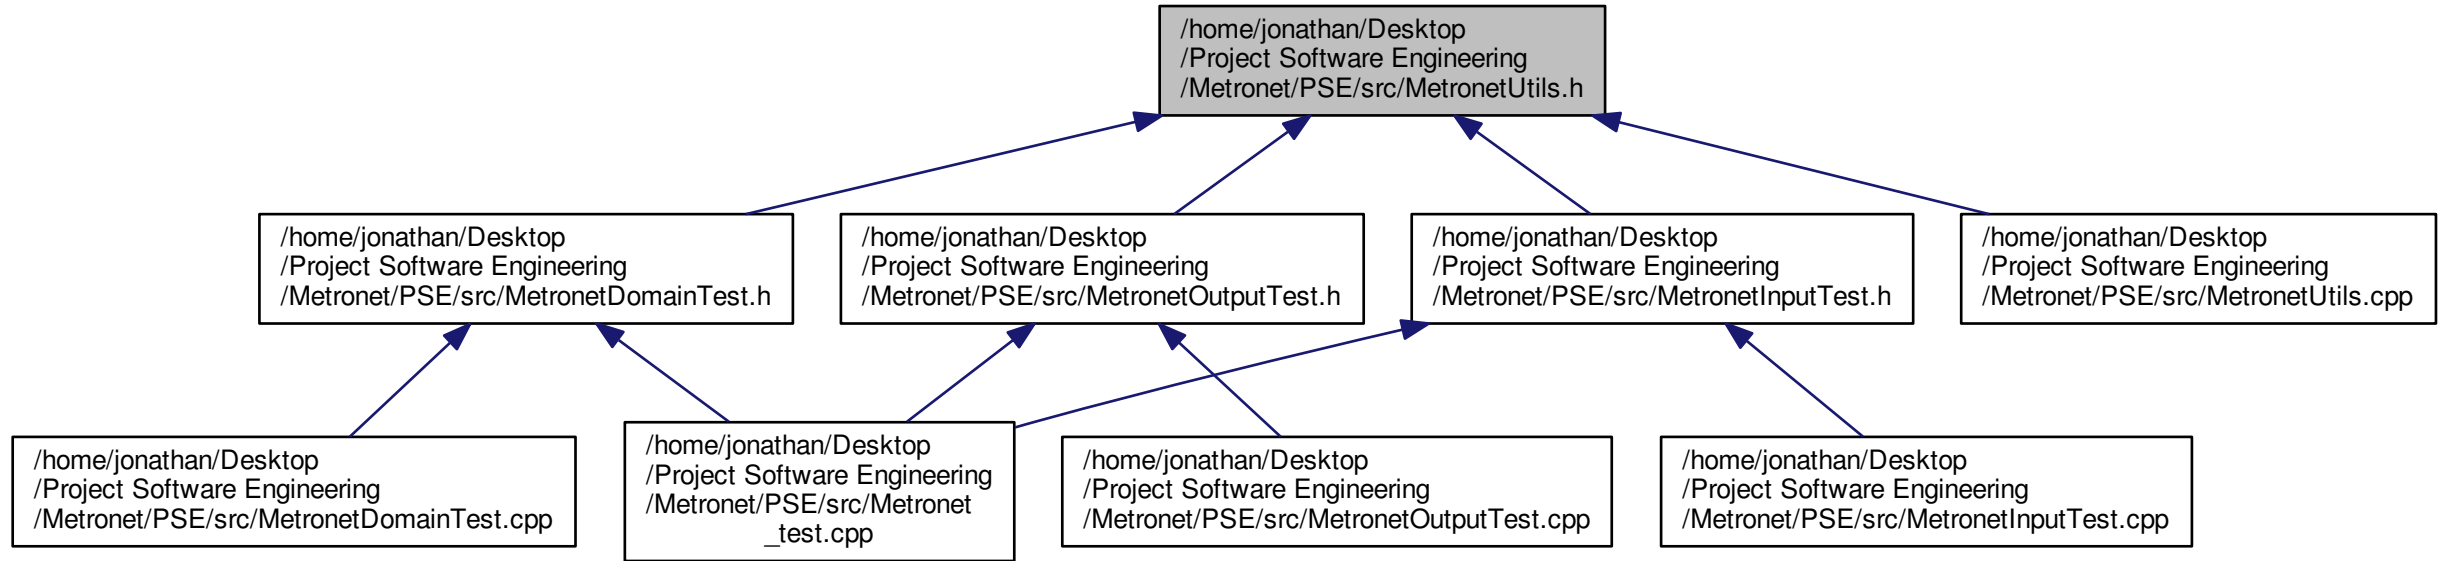 /home/jonathan/Desktop
/Project Software Engineering
/Metronet/PSE/src/MetronetUtils.h
/home/jonathan/Desktop
/Project Software Engineering
/Metronet/PSE/src/MetronetDomainTest.h
/home/jonathan/Desktop
/Project Software Engineering
/Metronet/PSE/src/MetronetOutputTest.h
/home/jonathan/Desktop
/Project Software Engineering
/Metronet/PSE/src/MetronetInputTest.h
/home/jonathan/Desktop
/Project Software Engineering
/Metronet/PSE/src/MetronetUtils.cpp
/home/jonathan/Desktop
/Project Software Engineering
/Metronet/PSE/src/MetronetDomainTest.cpp
/home/jonathan/Desktop
/Project Software Engineering
/Metronet/PSE/src/Metronet
_test.cpp
/home/jonathan/Desktop
/Project Software Engineering
/Metronet/PSE/src/MetronetOutputTest.cpp
/home/jonathan/Desktop
/Project Software Engineering
/Metronet/PSE/src/MetronetInputTest.cpp